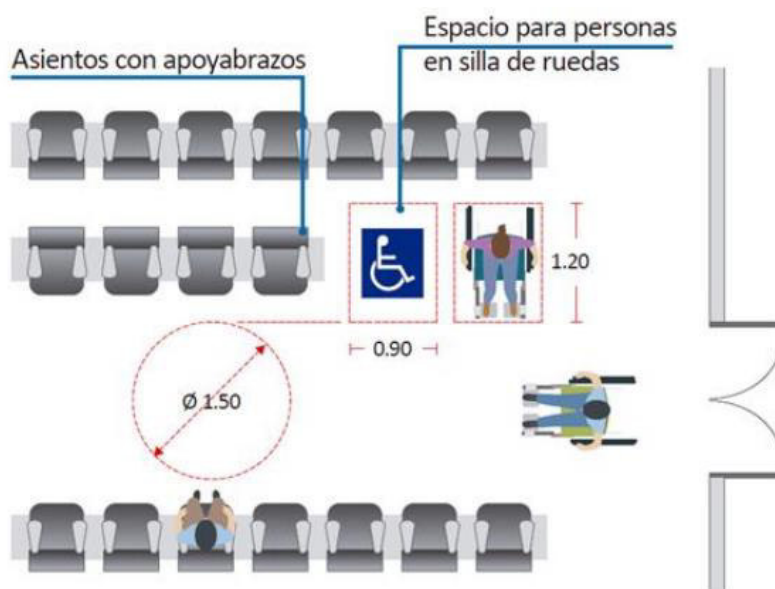 Espacio para personas
en silla de ruedas
Asientos con apoyabrazos
1.20
0.90
Ø 1.50